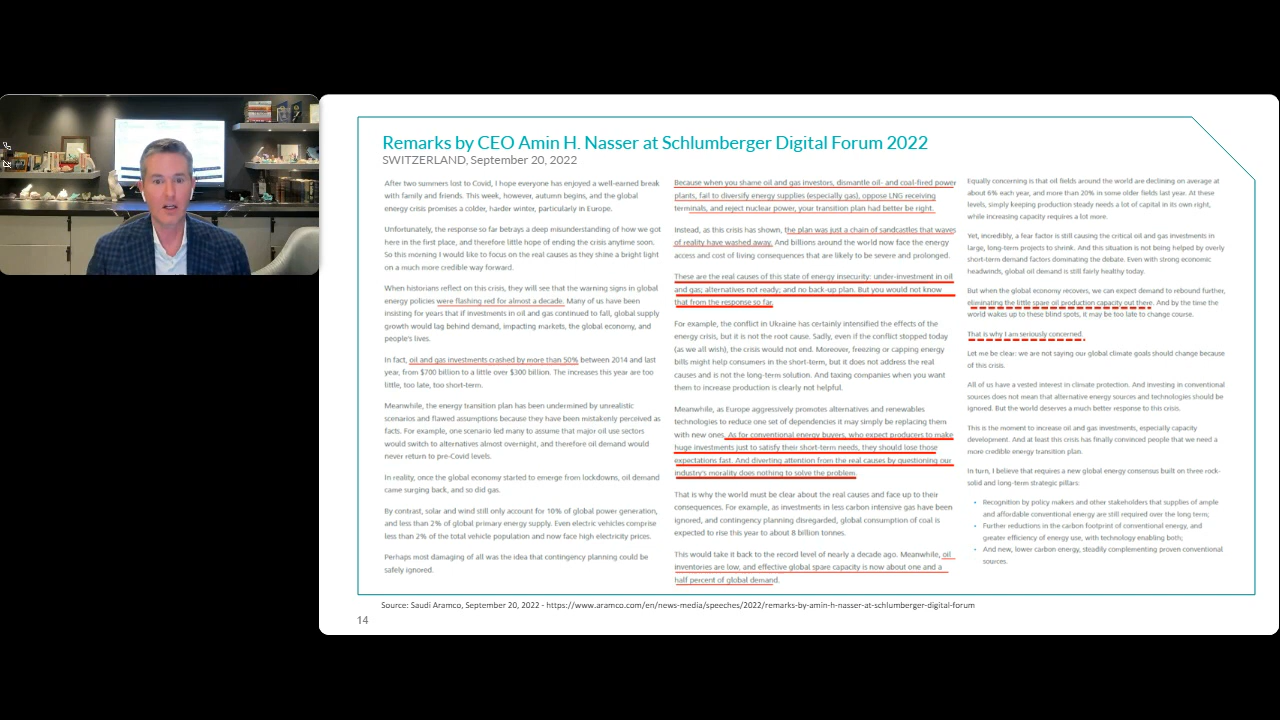 Remarks by CEO Amin H. Nasser at Schlumberger Digital Forum 2022
SWITZERLAND, September 20, 2022
After two summers lost to Covid, I hope everyone has enjoyed a well-earned break
with family and friends. This week, however, autumn begins, and the global
energy crisis promises a colder, harder winter, particularly in Europe.
Unfortunately, the response so far betrays a deep misunderstanding of how we got
here in the first place, and therefore little hope of ending the crisis anytime soon.
So this morning I would like to focus on the real causes as they shine a bright light
on a much more credible way forward.
When historians reflect on this crisis, they will see that the warning signs in global
energy policies were flashing red for almost a decade. Many of us have been
insisting for years that if investments in oil and gas continued to fall, global supply
growth would lag behind demand, impacting markets, the global economy, and
people's lives.
In fact, oil and gas investments crashed by more than 50% between 2014 and last
year, from $700 billion to a little over $300 billion. The increases this year are too
little, too late, too short-term.
Meanwhile, the energy transition plan has been undermined by unrealistic
scenarios and flawed assumptions because they have been mistakenly perceived as
facts. For example, one scenario led many to assume that major oil use sectors
would switch to alternatives almost overnight, and therefore oil demand would
never return to pre-Covid levels.
In reality, once the global economy started to emerge from lockdowns, oil demand
came surging back, and so did gas.
By contrast, solar and wind still only account for 10% of global power generation,
and less than 2% of global primary energy supply. Even electric vehicles comprise
less than 2% of the total vehicle population and now face high electricity prices.
Perhaps most damaging of all was the idea that contingency planning could be
safely ignored.
Because when you shame oil and gas investors, dismantle oil- and coal-fired power
plants, fail to diversify energy supplies (especially gas), oppose LNG receiving
terminals, and reject nuclear power, your transition plan had better be right.
Instead, as this crisis has shown, the plan was just a chain of sandcastles that waves
of reality have washed away. And billions around the world now face the energy
access and cost of living consequences that are likely to be severe and prolonged.
These are the real causes of this state of energy insecurity: under-investment in oil
and gas; alternatives not ready; and no back-up plan. But you would not know
that from the response so far.
For example, the conflict in Ukraine has certainly intensified the effects of the
energy crisis, but it is not the root cause. Sadly, even if the conflict stopped today
(as we all wish), the crisis would not end. Moreover, freezing or capping energy
bills might help consumers in the short-term, but it does not address the real
causes and is not the long-term solution. And taxing companies when you want
them to increase production is clearly not helpful.
Meanwhile, as Europe aggressively promotes alternatives and renewables
technologies to reduce one set of dependencies it may simply be replacing them
with new ones. As for conventional energy buyers, who expect producers to make
huge investments just to satisfy their short-term needs, they should lose those
expectations fast. And diverting attention from the real causes by questioning our
industry's morality does nothing to solve the problem.
That is why the world must be clear about the real causes and face up to their
consequences. For example, as investments in less carbon intensive gas have been
ignored, and contingency planning disregarded, global consumption of coal is
expected to rise this year to about 8 billion tonnes.
This would take it back to the record level of nearly a decade ago. Meanwhile, oil
inventories are low, and effective global spare capacity is now about one and a
half percent of global demand.
Equally concerning is that oil fields around the world are declining on average at
about 6% each year, and more than 20% in some older fields last year. At these
levels, simply keeping production steady needs a lot of capital in its own right,
while increasing capacity requires a lot more.
Yet, incredibly, a fear factor is still causing the critical oil and gas investments in
large, long-term projects to shrink. And this situation is not being helped by overly
short-term demand factors dominating the debate. Even with strong economic
headwinds, global oil demand is still fairly healthy today.
But when the global economy recovers, we can expect demand to rebound further,
eliminating the little spare oil production capacity out there. And by the time the
world wakes up to these blind spots, it may be too late to change course.
That is why I am seriously concerned.
Let me be clear: we are not saying our global climate goals should change because
of this crisis.
All of us have a vested interest in climate protection. And investing in conventional
sources does not mean that alternative energy sources and technologies should be
ignored. But the world deserves a much better response to this crisis.
This is the moment to increase oil and gas investments, especially capacity
development. And at least this crisis has finally convinced people that we need a
more credible energy transition plan.
In turn, I believe that requires a new global energy consensus built on three rock-
solid and long-term strategic pillars:
• Recognition by policy makers and other stakeholders that supplies of ample
and affordable conventional energy are still required over the long term;
• Further reductions in the carbon footprint of conventional energy, and
greater efficiency of energy use, with technology enabling both;
• And new, lower carbon energy, steadily complementing proven conventional
sources.
Source: Saudi Aramco, September 20, 2022 - https://www.aramco.com/en/news-media/speeches/2022/remarks-by-amin-h-nasser-at-schlumberger-digital-forum
14